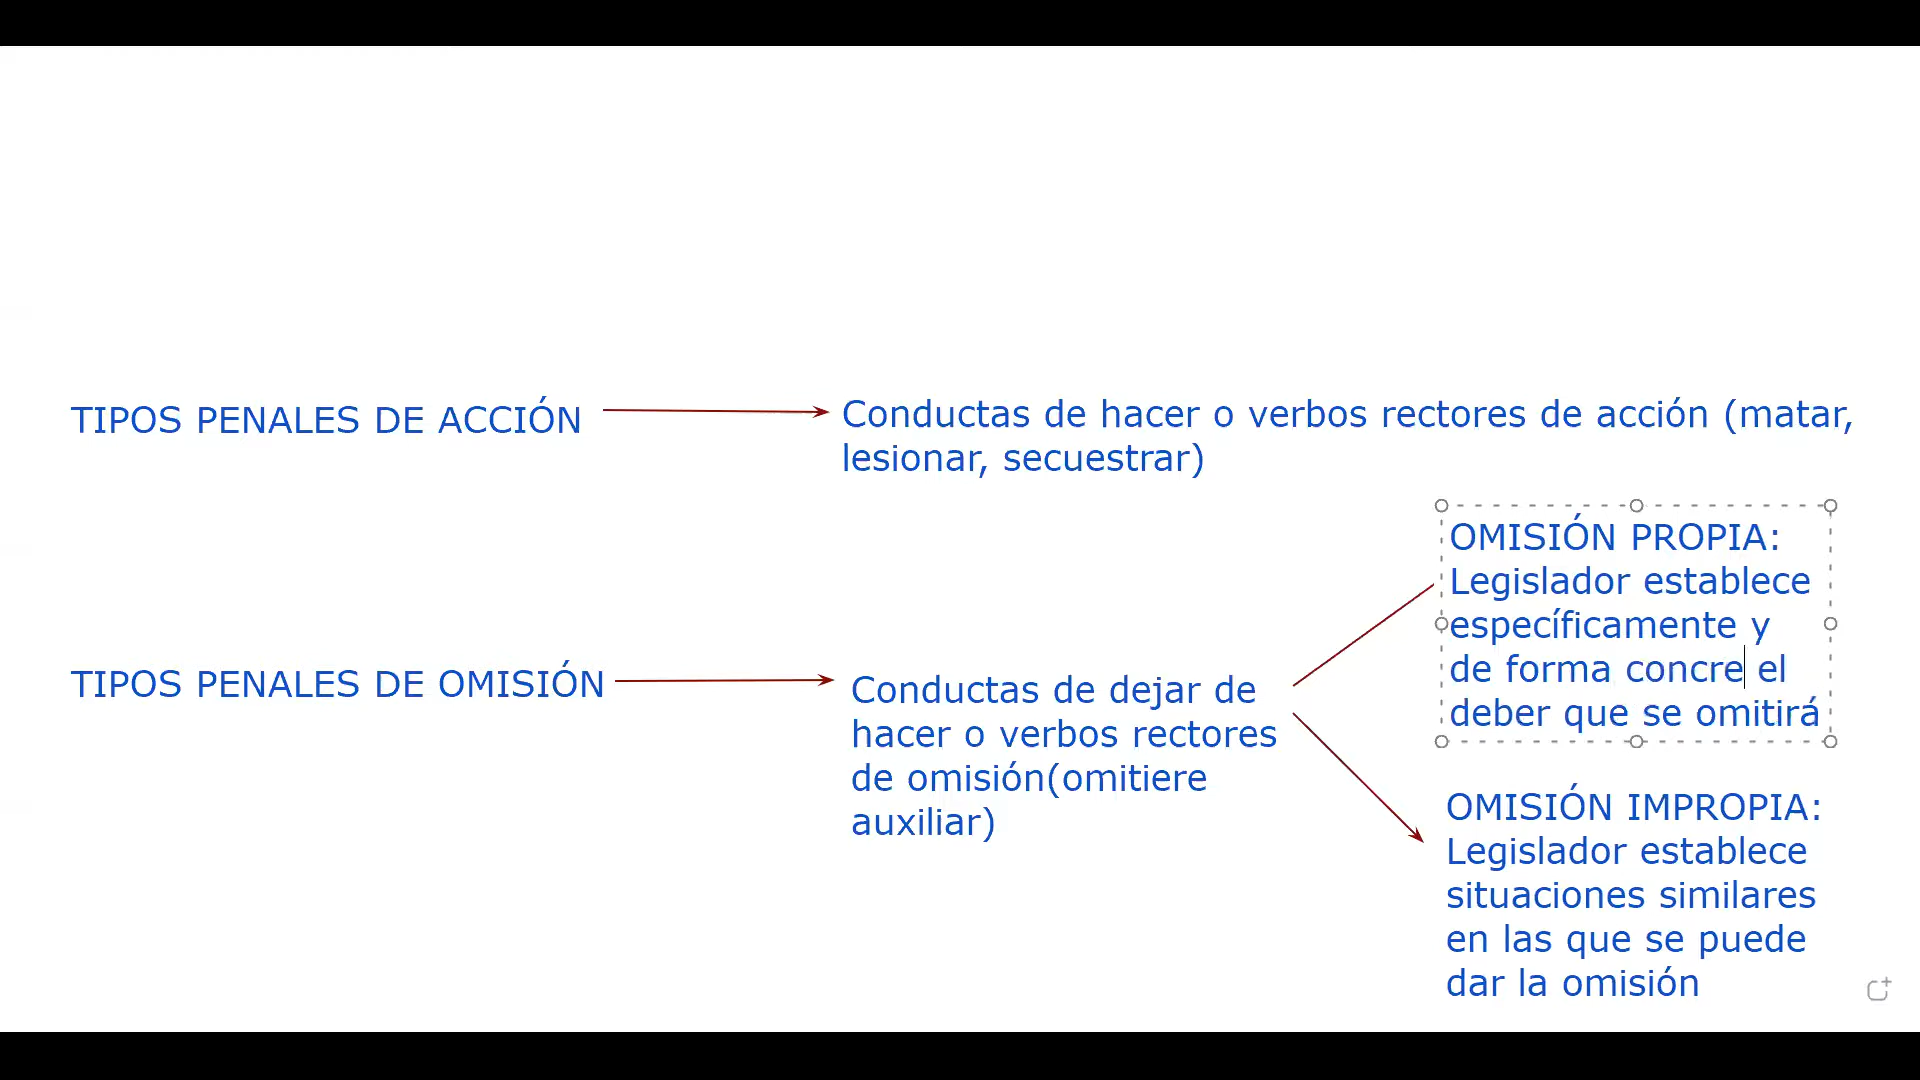 TIPOS PENALES DE ACCIÓN
Conductas de hacer o verbos rectores de acción (matar,
lesionar, secuestrar)
TIPOS PENALES DE OMISIÓN
Conductas de dejar de
hacer o verbos rectores
de omisión(omitiere
auxiliar)
OMISIÓN PROPIA:
Legislador establece
específicamente y
de forma concre el
deber que se omitirá
OMISIÓN IMPROPIA:
Legislador establece
situaciones similares
en las que se puede
dar la omisión